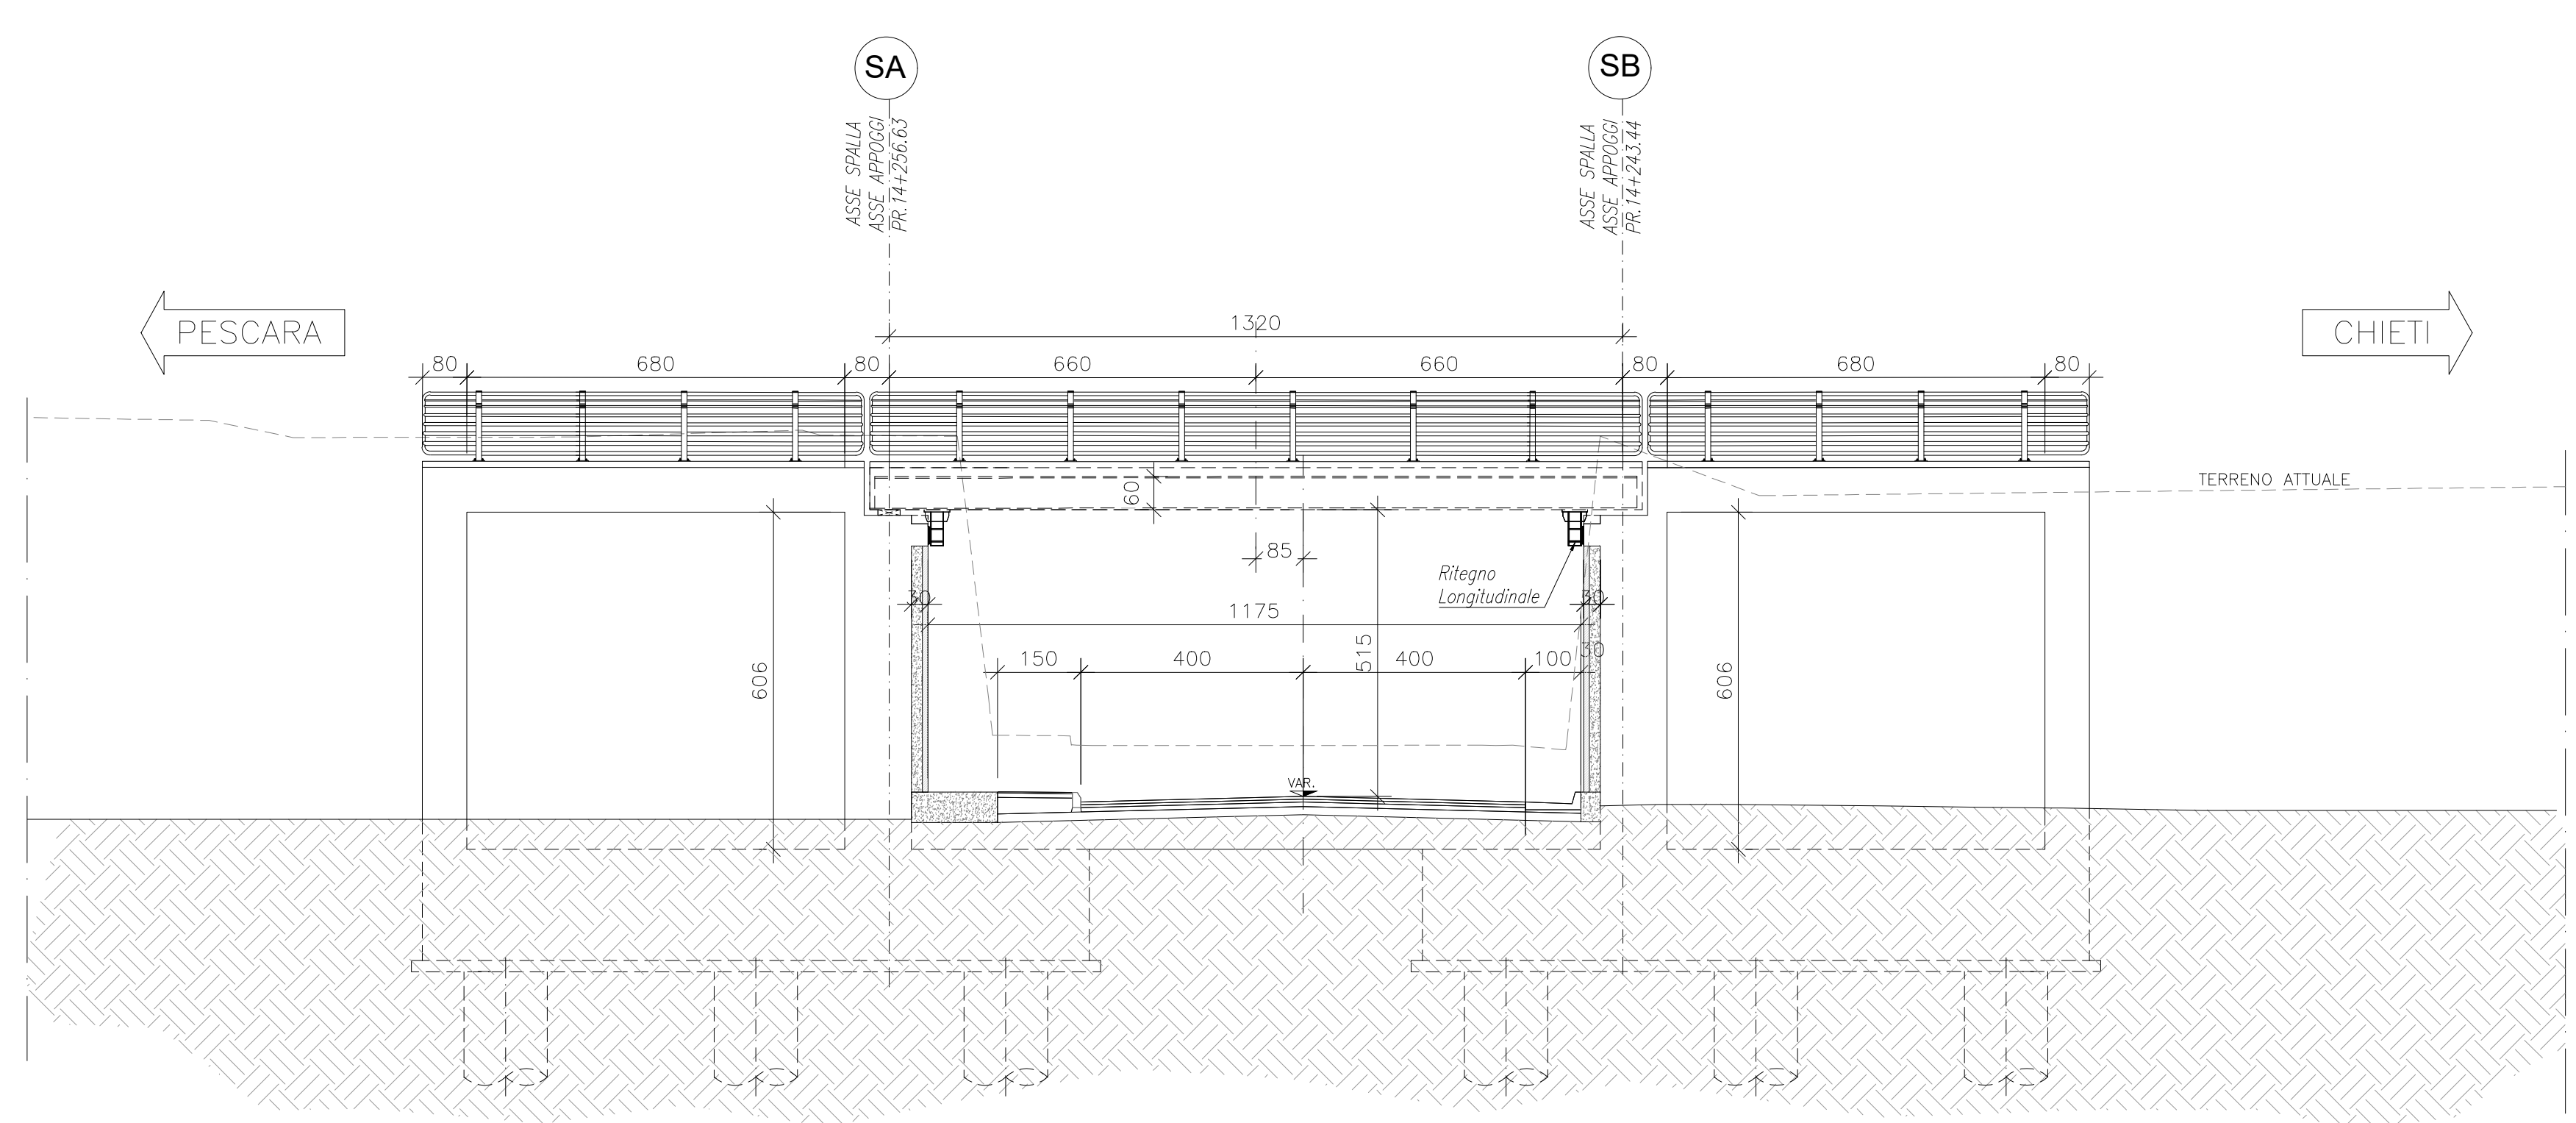 SA
SB
ASSE SPALLA
ASSE APPOGGI
PR.14+256.63
ASSE SPALLA
ASSE APPOGGI
PR.14+243.44
PESCARA
CHIETI
1320
80
680
80
660
660
80
680
80
TERRENO ATTUALE
60
85
Ritegno
Longitudinale
30
30
1175
30
150
400
400
100
515
606
606
VAR.